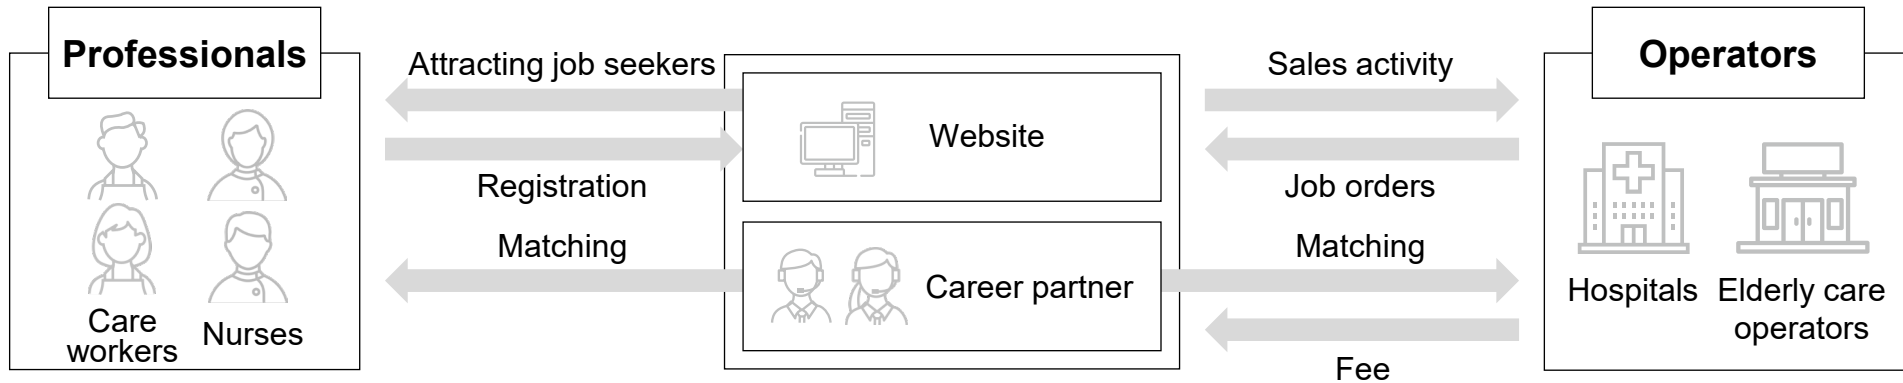 Professionals
Care
workers
Nurses
Attracting job seekers
Registration
Matching
Website
Career partner
Sales activity
Job orders
Matching
Fee
Operators
Hospitals
Elderly care
operators